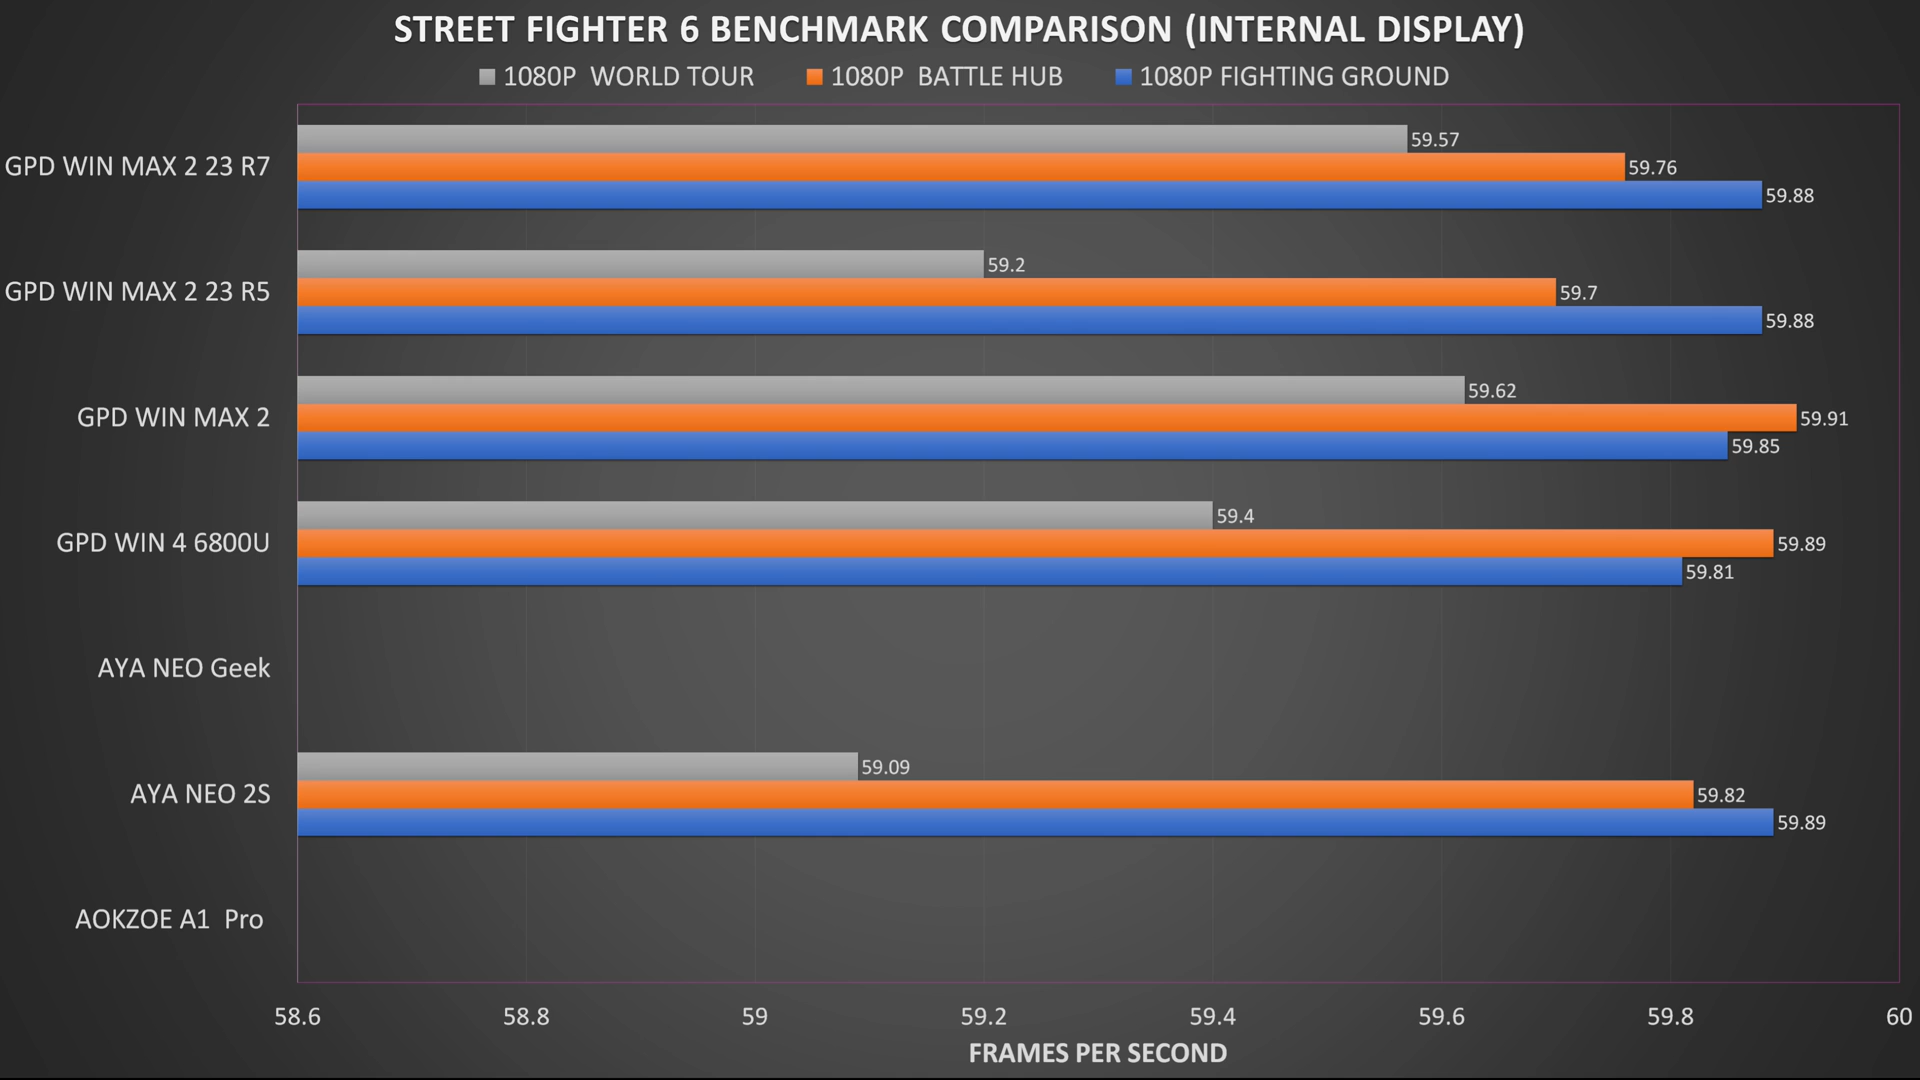 STREET FIGHTER 6 BENCHMARK COMPARISON (INTERNAL DISPLAY)
1080P WORLD TOUR 1080P BATTLE HUB 1080P FIGHTING GROUND
59.57
GPD WIN MAX 2 23 R7 59.76
59.88
59.2
GPD WIN MAX 2 23 R5 59.7
59.88
59.62
GPD WIN MAX 2 59.91
59.85
59.4
GPD WIN 4 6800U 59.89
59.81
AYA NEO Geek
59.09
AYA NEO 2S 59.82
59.89
AOKZOE A1 Pro
58.6 58.8 59 59.2 59.4 59.6 59.8 60
FRAMES PER SECOND